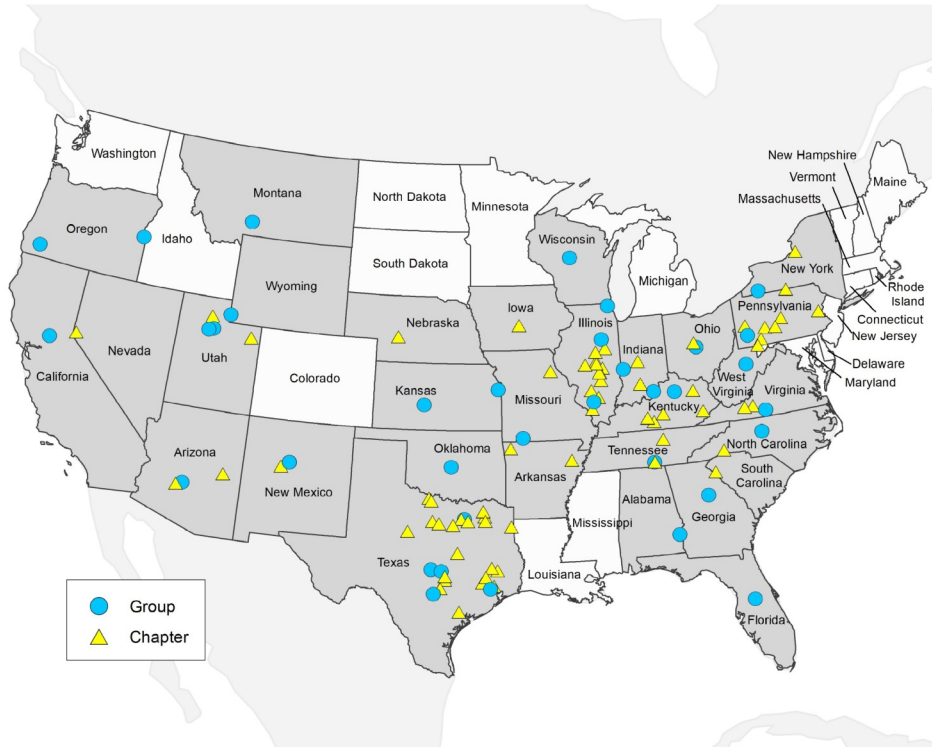 New Hampshire
Vermont
Massachusetts
Maine
Washington
Montana
North Dakota
Minnesota
Oregon
Idaho
Wisconsin
South Dakota
Michigan
New York
Wyoming
Rhode
Island
Connecticut
New Jersey
Pennsylvania
Iowa
Nebraska
Illinois
Indiana
Ohio
Nevada
Utah
Delaware
Maryland
California
Colorado
Kansas
Missouri
West
Virginia
Virginia
Kentucky
Arizona
Oklahoma
North Carolina
Tennessee
New Mexico
Arkansas
South
Carolina
Alabama
Georgia
Mississippi
Texas
Louisiana
Florida
Group
Chapter